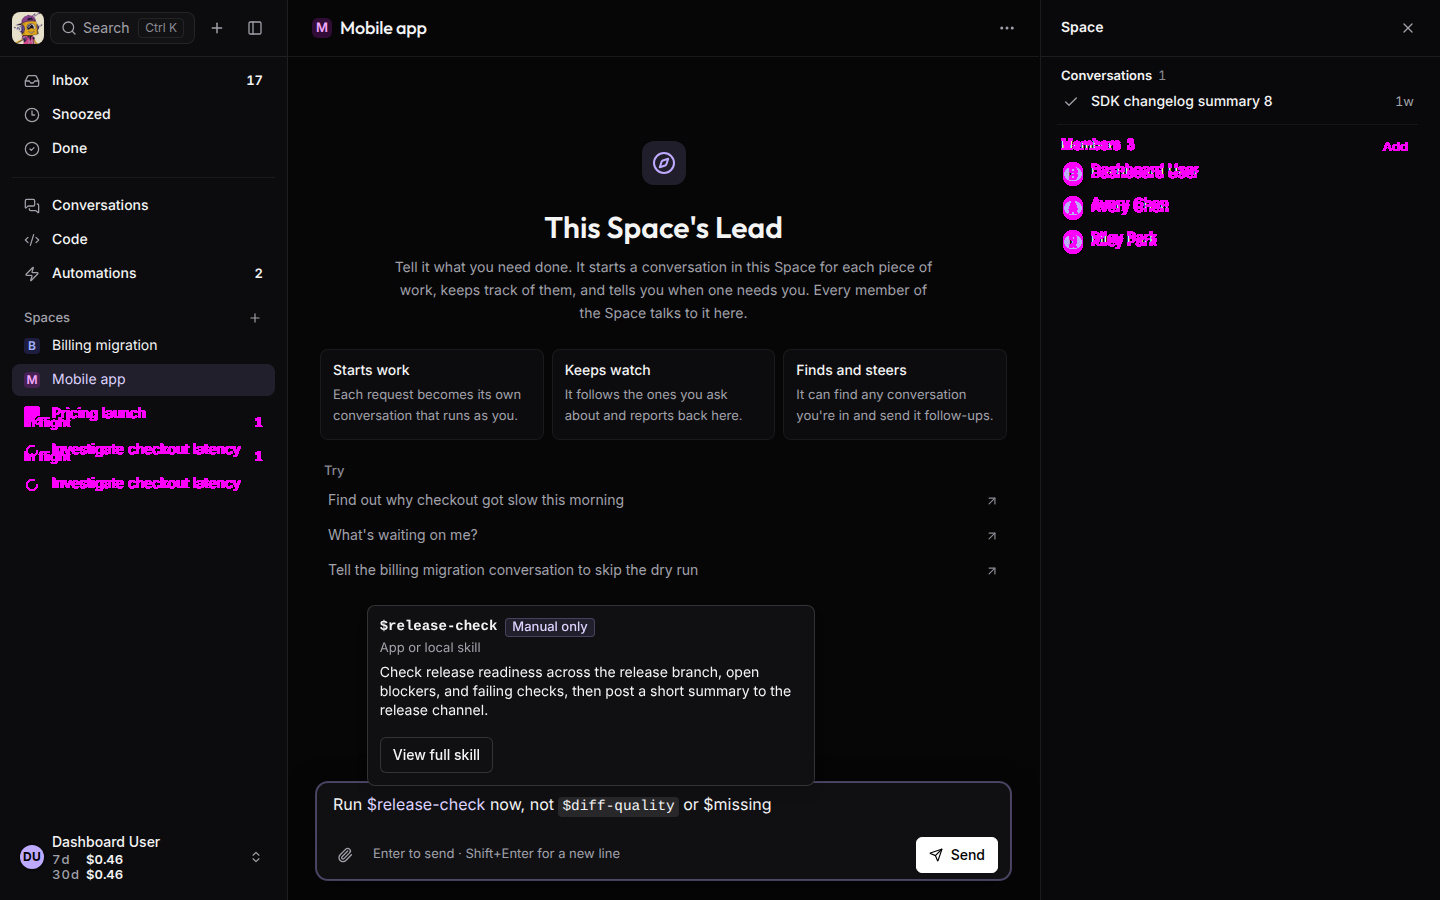 Search Ctrl K
Inbox 17
Snoozed
Done
Conversations
Code
Automations 2
Spaces
B Billing migration
M Mobile app
Pricing launch
In flight 1
Investigate checkout latency
In flight 1
Investigate checkout latency
DU Dashboard User
7d $0.46
30d $0.46
M Mobile app
This Space's Lead
Tell it what you need done. It starts a conversation in this Space for each piece of
work, keeps track of them, and tells you when one needs you. Every member of
the Space talks to it here.
Starts work
Each request becomes its own
conversation that runs as you.
Keeps watch
It follows the ones you ask
about and reports back here.
Finds and steers
It can find any conversation
you're in and send it follow-ups.
Try
Find out why checkout got slow this morning
What's waiting on me?
Tell the billing migration conversation to skip the dry run
$release-check Manual only
App or local skill
Check release readiness across the release branch, open
blockers, and failing checks, then post a short summary to the
release channel.
View full skill
Run $release-check now, not $diff-quality or $missing
Enter to send · Shift+Enter for a new line
Send
Space
Conversations 1
SDK changelog summary 8 1w
Members 3 Add
Dashboard User
Avery Chen
Riley Park